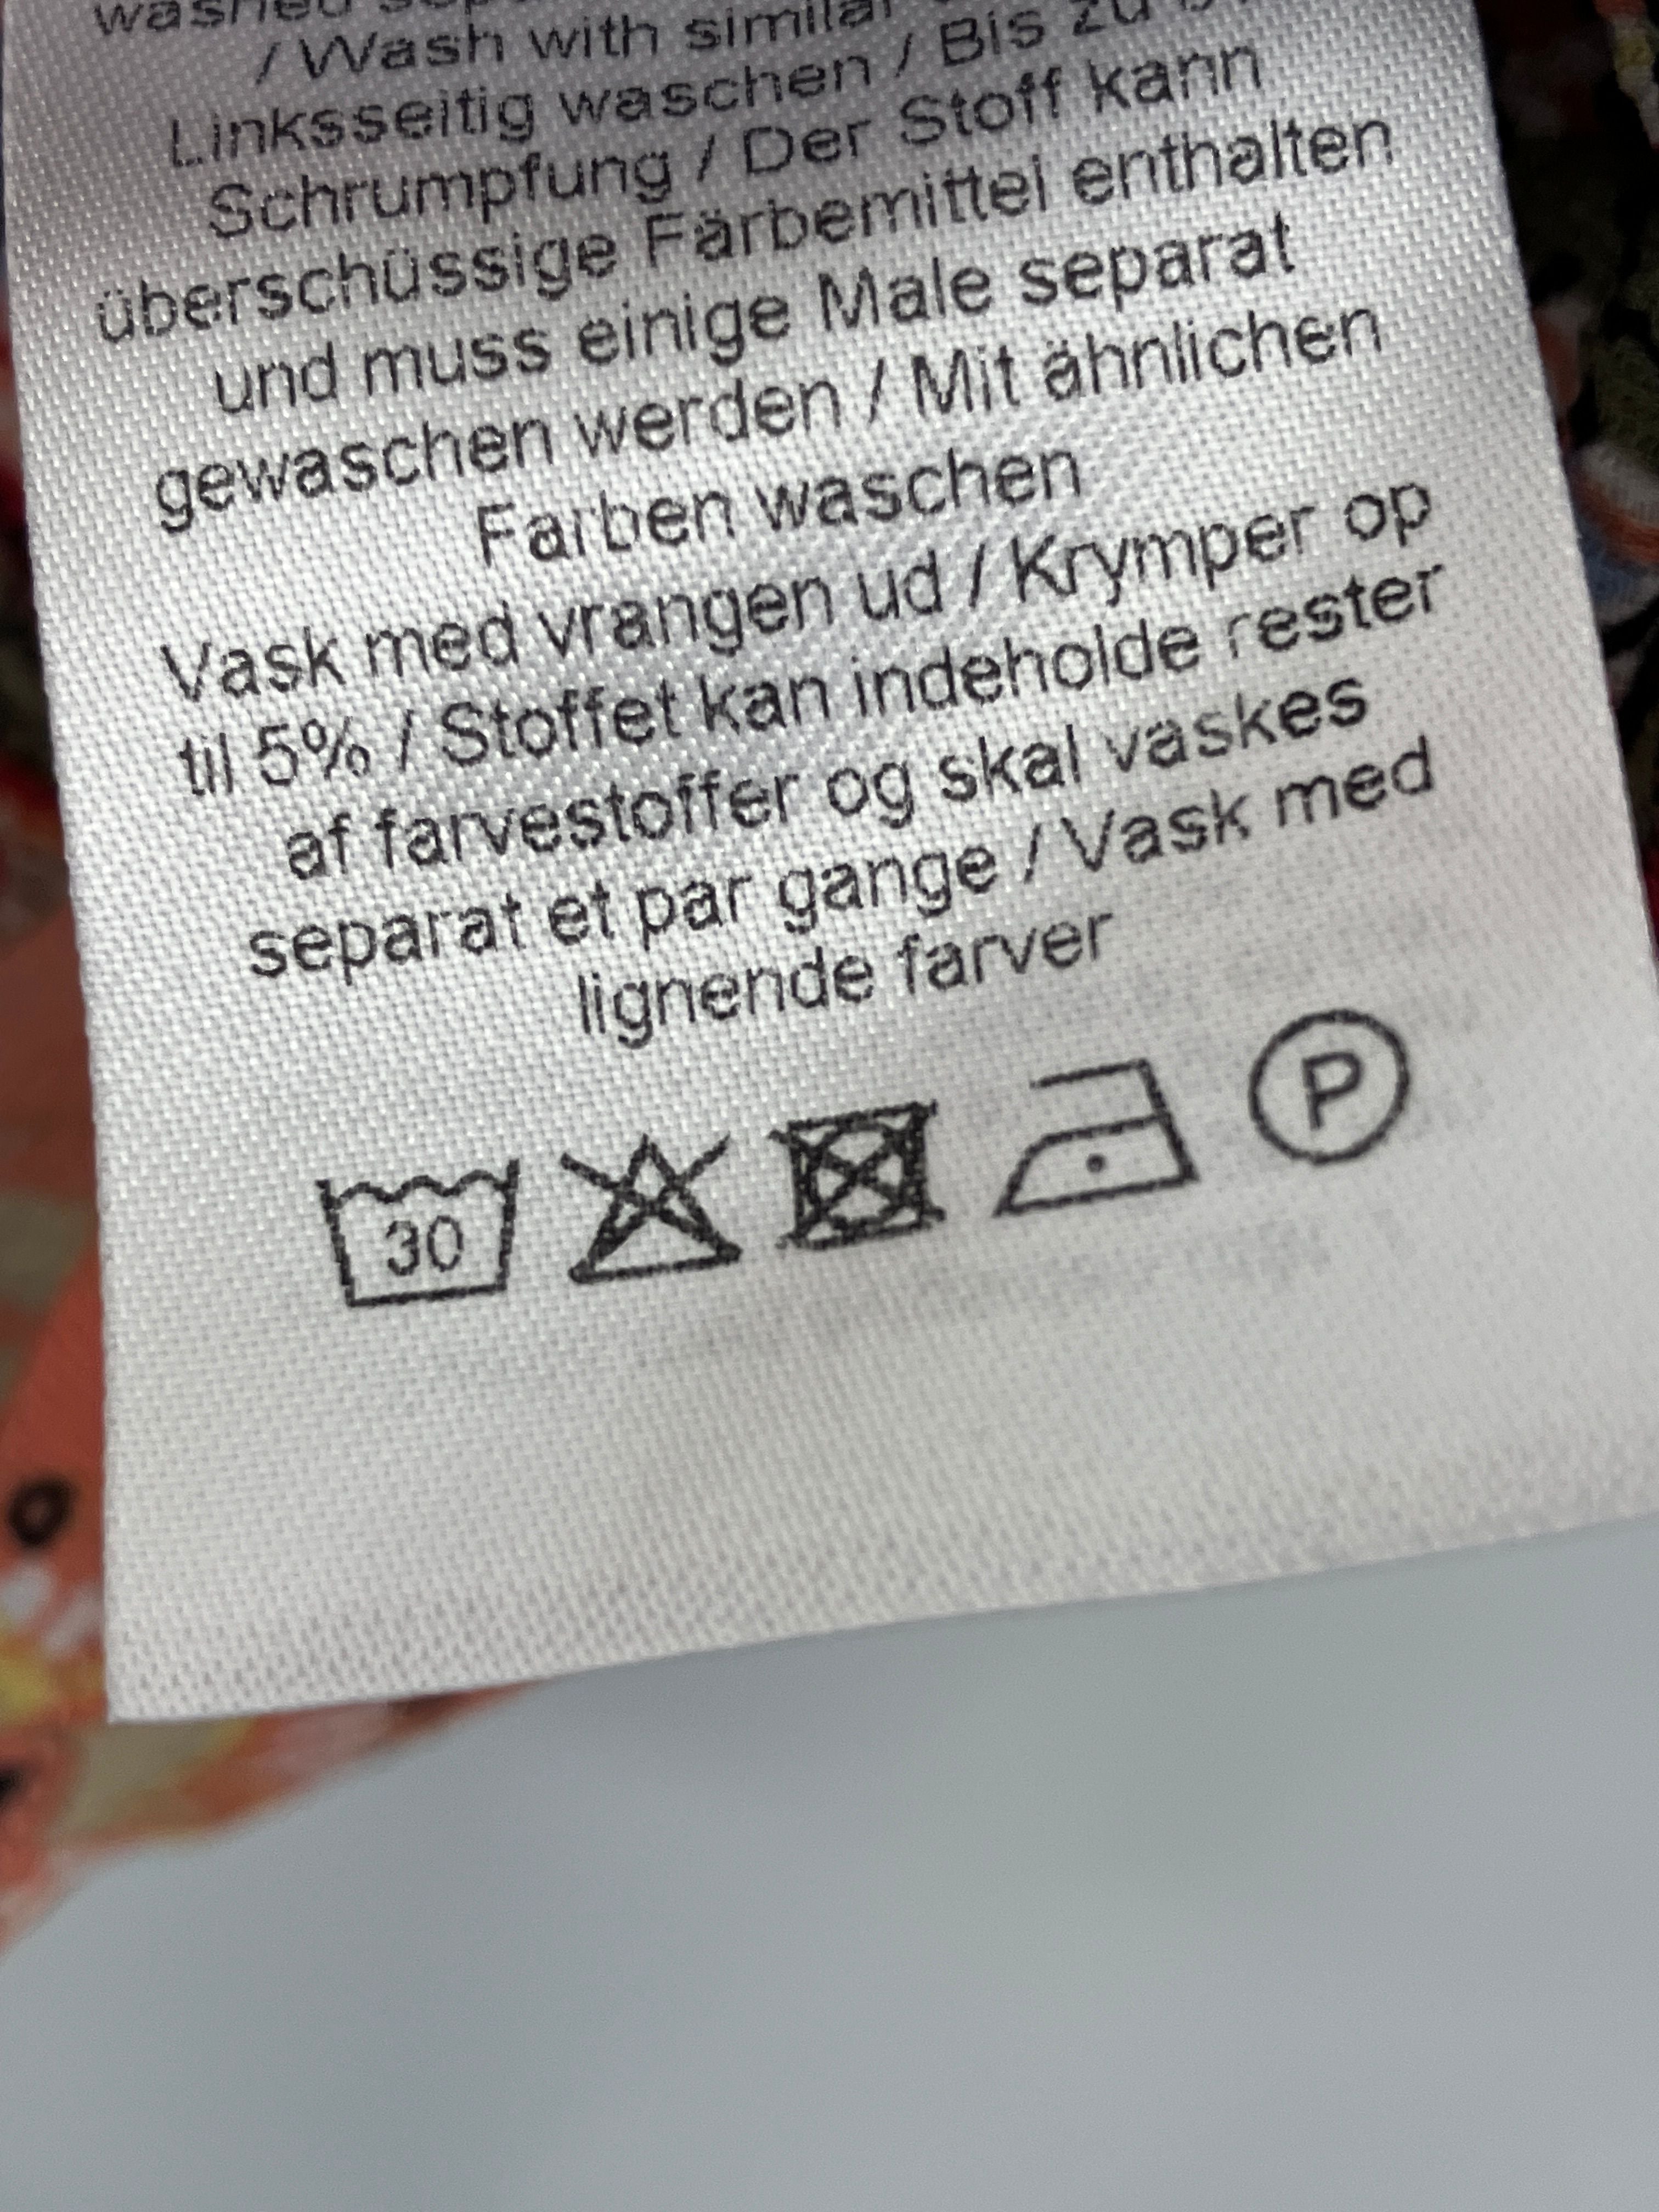 washed
/ Wash with similar
Linksseitig waschen / Bis zu
Schrumpfung / Der Stoff kann
überschüssige Färbemittel enthalten
und muss einige Male separat
gewaschen werden / Mit ähnlichen
Farben waschen
Vask med vrangen ud / Krymper op
til 5% / Stoffet kan indeholde rester
af farvestoffer og skal vaskes
separat et par gange / Vask med
lignende farver
30
P